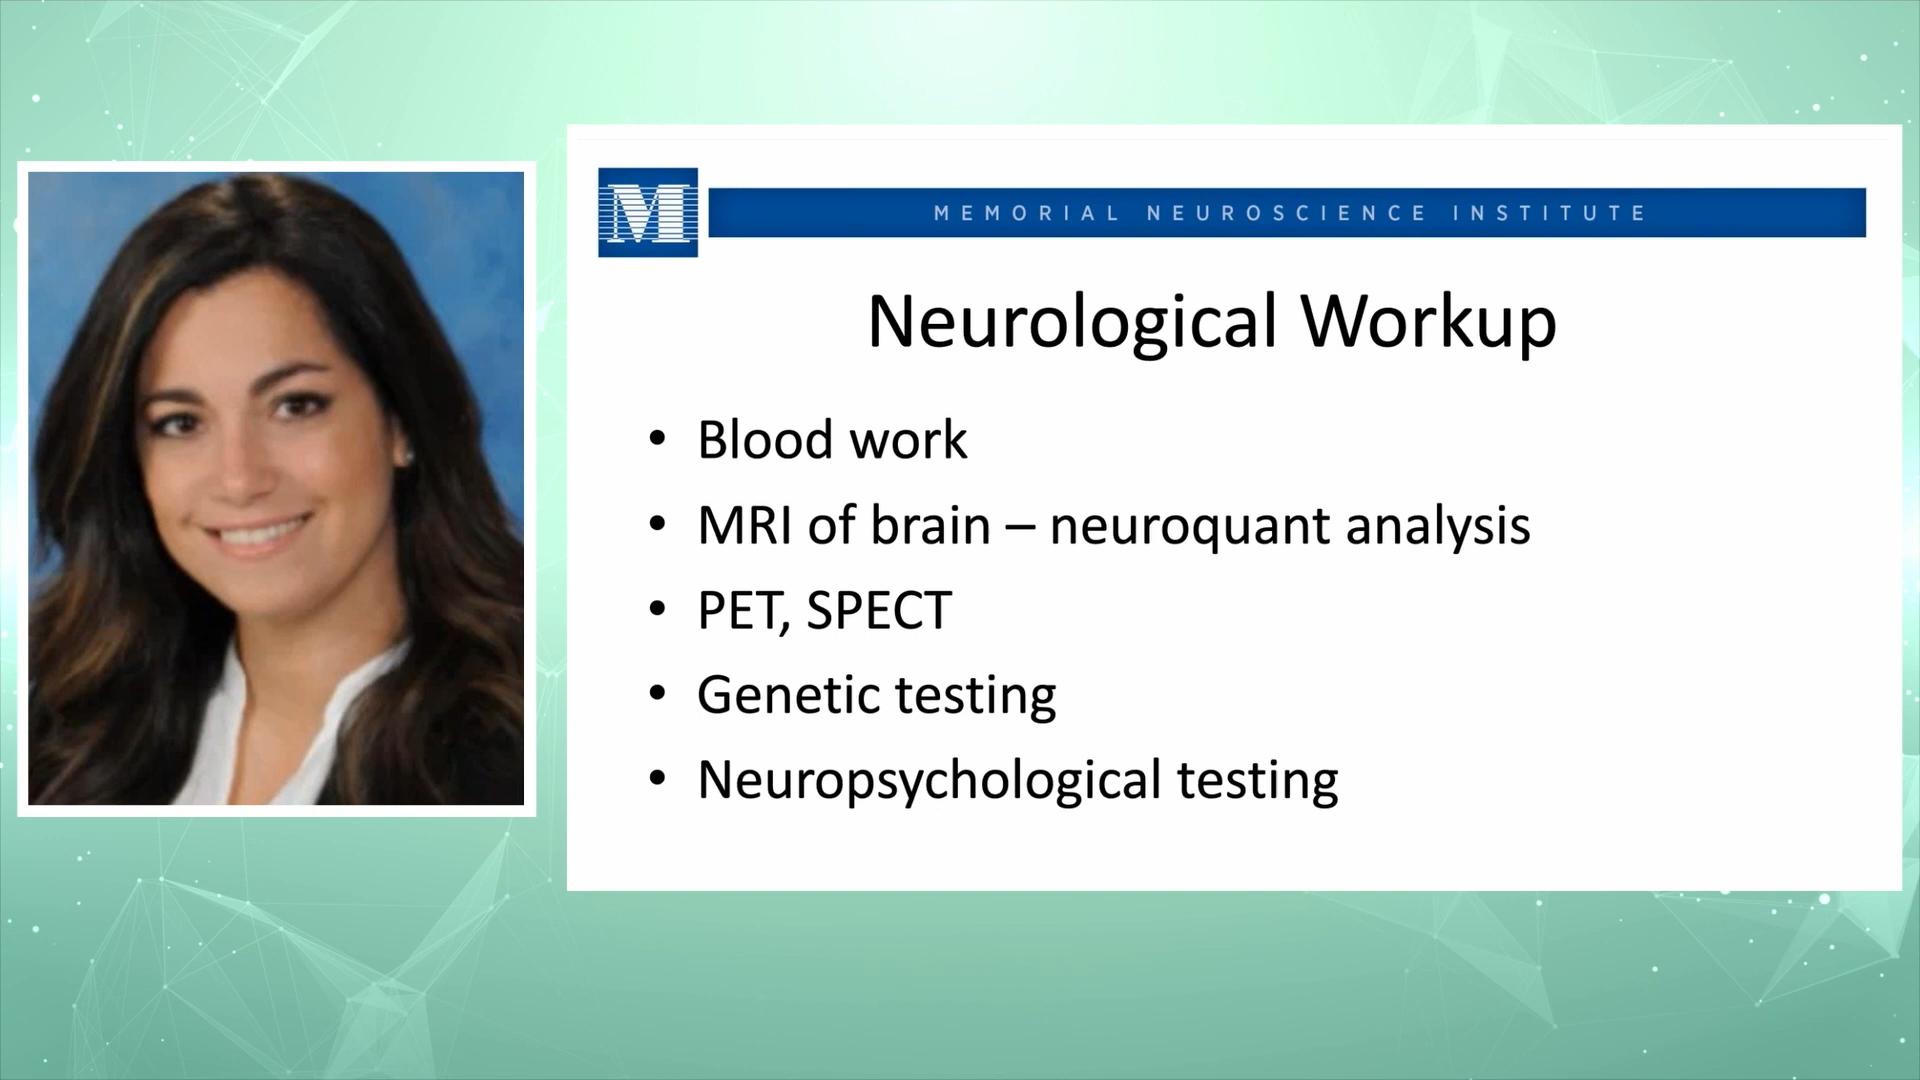 M
MEMORIAL NEUROSCIENCE INSTITUTE
Neurological Workup
• Blood work
• MRI of brain – neuroquant analysis
• PET, SPECT
• Genetic testing
• Neuropsychological testing